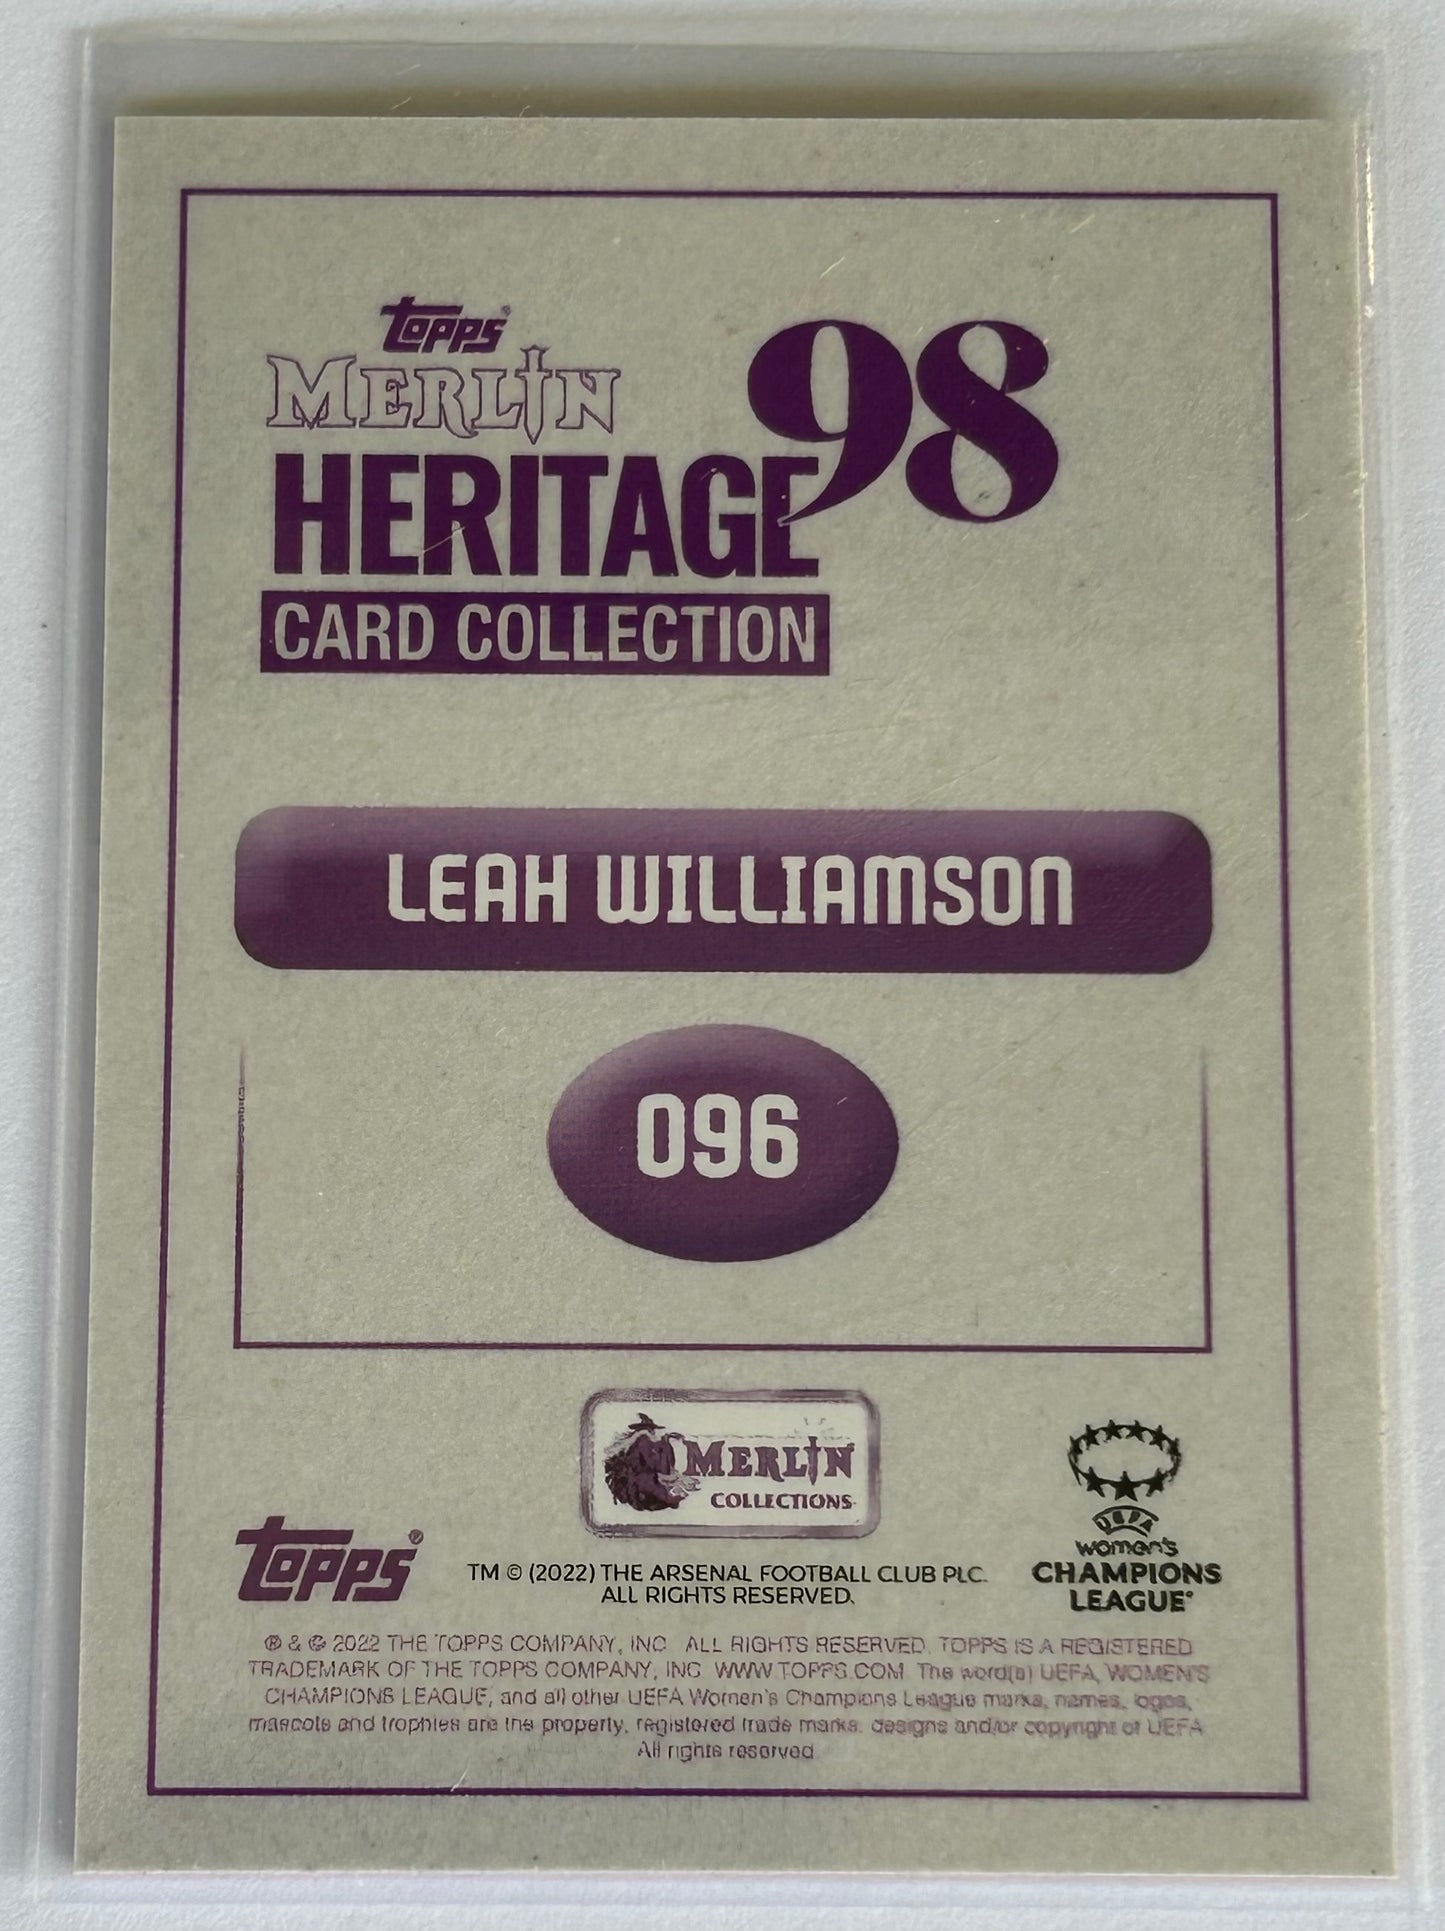 Topps®
MERLIN
HERITAGE 98
CARD COLLECTION
LEAH WILLIAMSON
096
MERLIN
COLLECTIONS
Topps®
TM © (2022) THE ARSENAL FOOTBALL CLUB PLC.
ALL RIGHTS RESERVED.
UEFA
WOMEN'S
CHAMPIONS
LEAGUE®
® & © 2022 THE TOPPS COMPANY, INC. ALL RIGHTS RESERVED. TOPPS IS A REGISTERED
TRADEMARK OF THE TOPPS COMPANY, INC. WWW.TOPPS.COM. The word(s) UEFA, WOMEN'S
CHAMPIONS LEAGUE, and all other UEFA Women's Champions League marks, names, logos,
mascots and trophies are the property, registered trade marks, designs and/or copyright of UEFA
All rights reserved